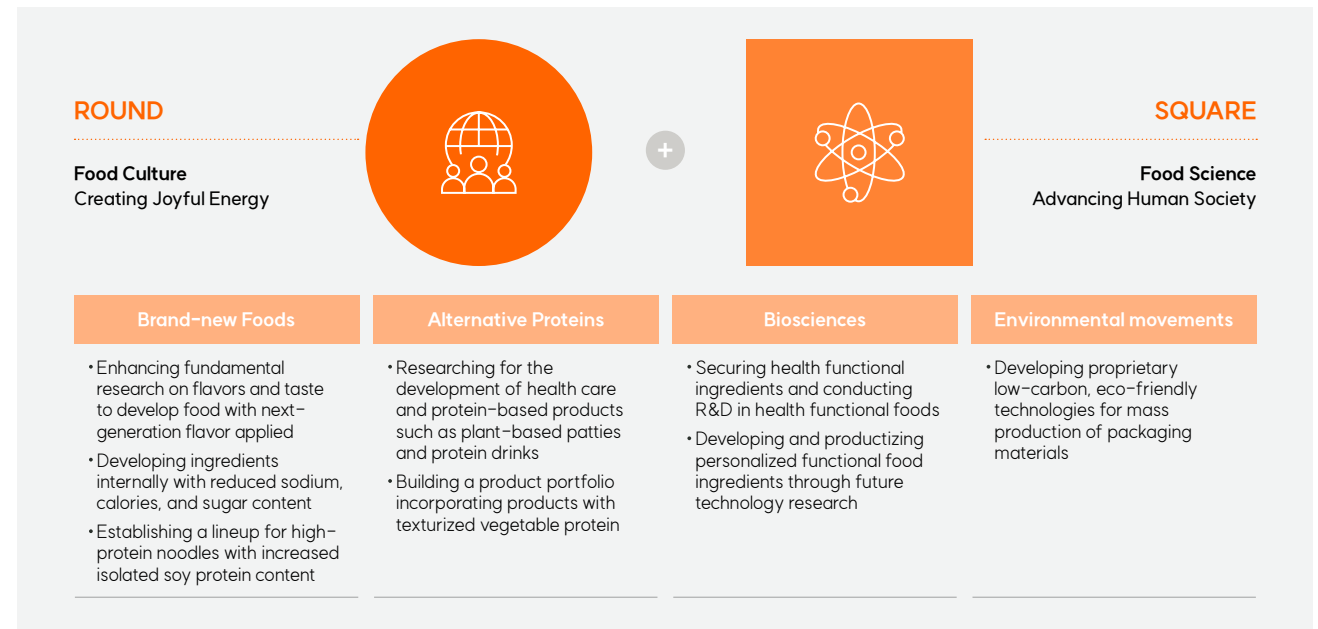 ROUND
Food Culture
Creating Joyful Energy
+
SQUARE
Food Science
Advancing Human Society
Brand-new Foods
• Enhancing fundamental
research on flavors and taste
to develop food with next-
generation flavor applied
• Developing ingredients
internally with reduced sodium,
calories, and sugar content
• Establishing a lineup for high-
protein noodles with increased
isolated soy protein content
Alternative Proteins
• Researching for the
development of health care
and protein-based products
such as plant-based patties
and protein drinks
• Building a product portfolio
incorporating products with
texturized vegetable protein
Biosciences
• Securing health functional
ingredients and conducting
R&D in health functional foods
• Developing and productizing
personalized functional food
ingredients through future
technology research
Environmental movements
• Developing proprietary
low-carbon, eco-friendly
technologies for mass
production of packaging
materials